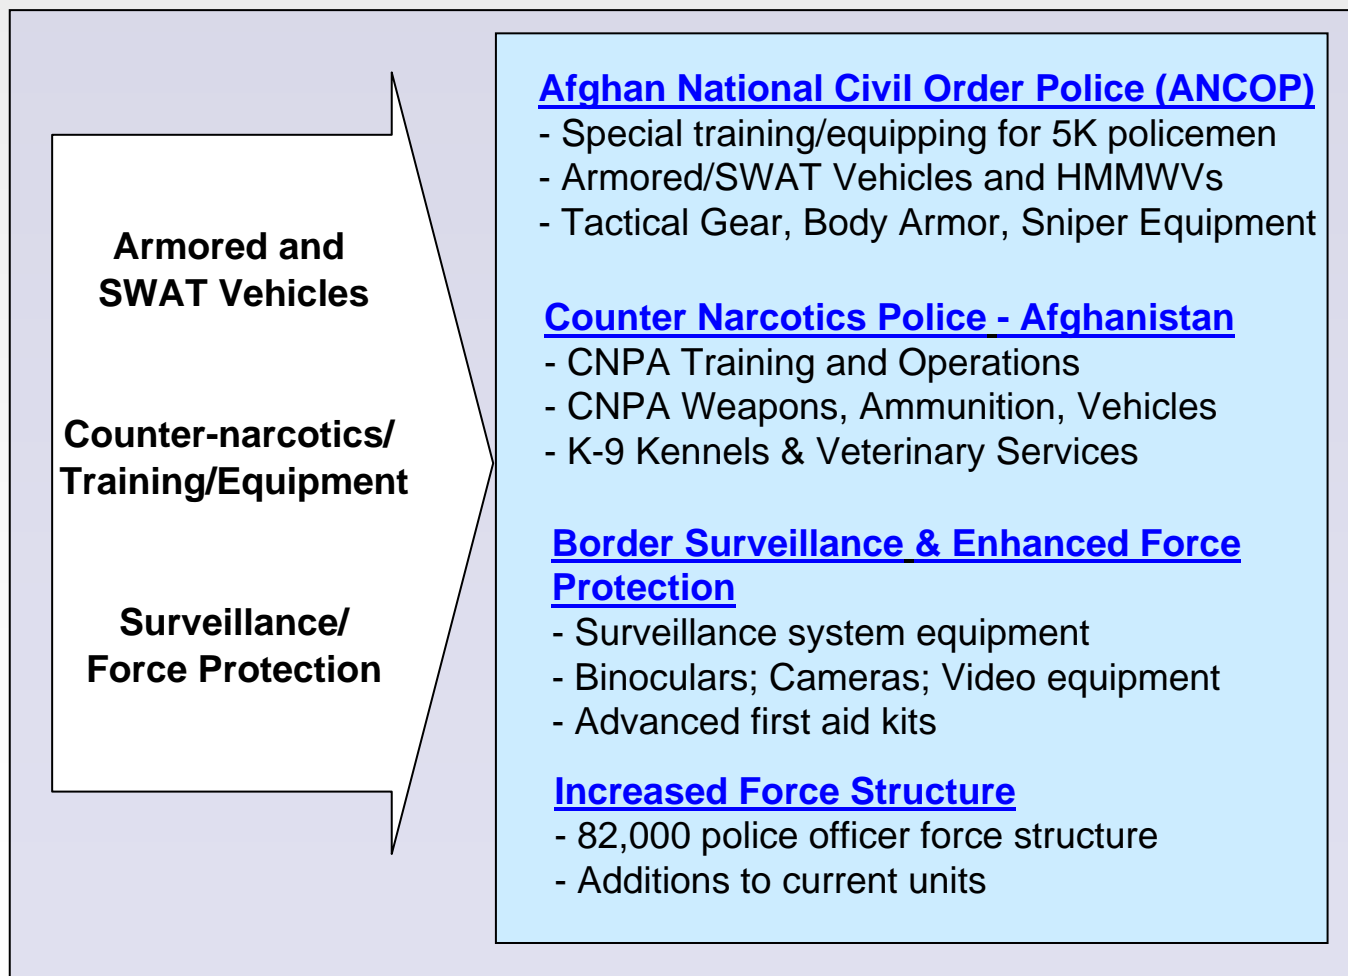 Armored and
SWAT Vehicles
Counter-narcotics/
Training/Equipment
Surveillance/
Force Protection
Afghan National Civil Order Police (ANCOP)
- Special training/equipping for 5K policemen
- Armored/SWAT Vehicles and HMMWVs
- Tactical Gear, Body Armor, Sniper Equipment
Counter Narcotics Police - Afghanistan
- CNPA Training and Operations
- CNPA Weapons, Ammunition, Vehicles
- K-9 Kennels & Veterinary Services
Border Surveillance & Enhanced Force
Protection
- Surveillance system equipment
- Binoculars; Cameras; Video equipment
- Advanced first aid kits
Increased Force Structure
- 82,000 police officer force structure
- Additions to current units